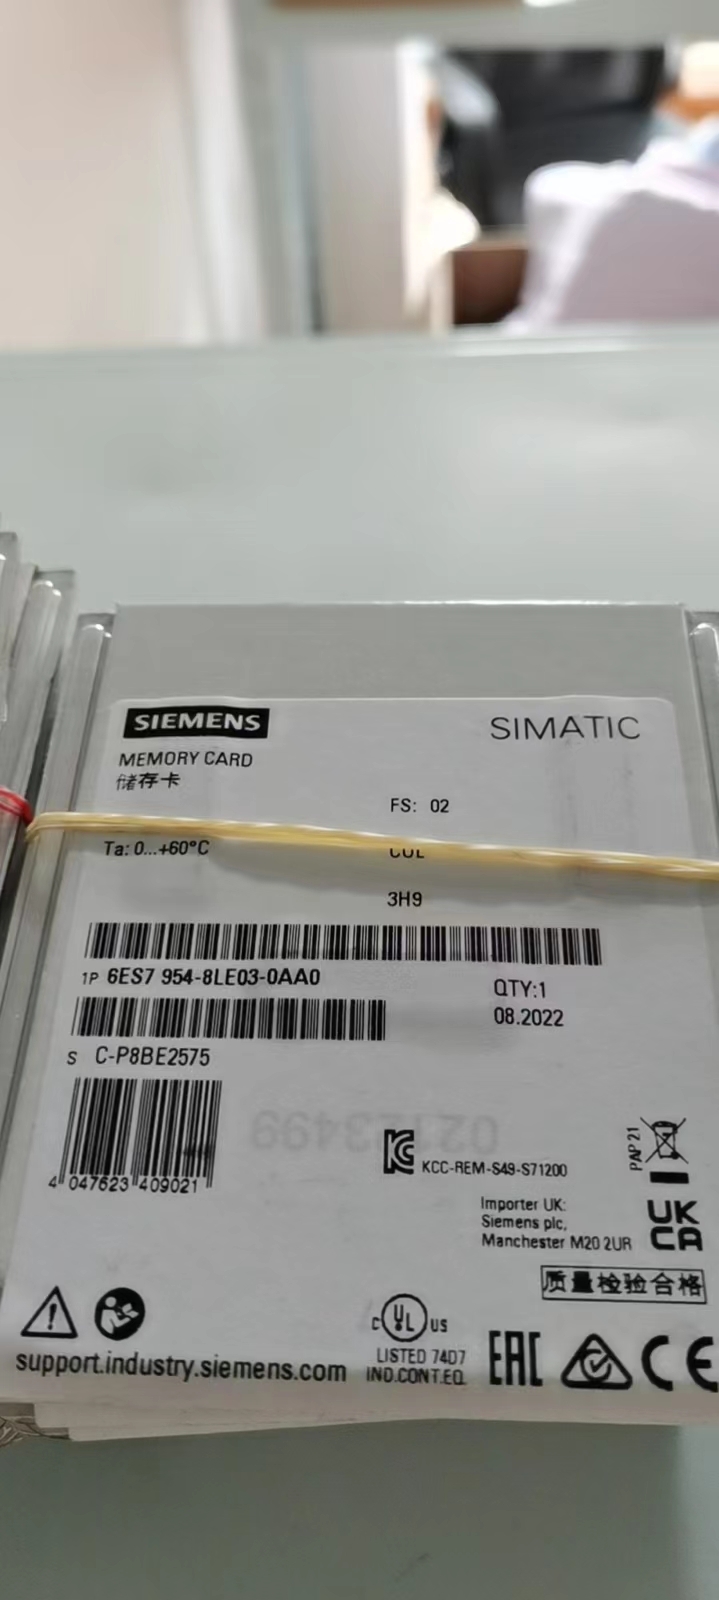 SIEMENS
SIMATIC
MEMORY CARD
储存卡
FS: 02
Ta: 0...+60°C
3H9
1P 6ES7 954-8LE03-0AA0
QTY:1
08.2022
S C-P8BE2575
02123499
4 047623 409021
KCC-REM-S49-S71200
PAP 21
Importer UK:
Siemens plc,
Manchester M20 2UR
UK
CA
质量检验合格
C UL US
LISTED 74D7
IND.CONT.EQ
EAC
CE
support.industry.siemens.com